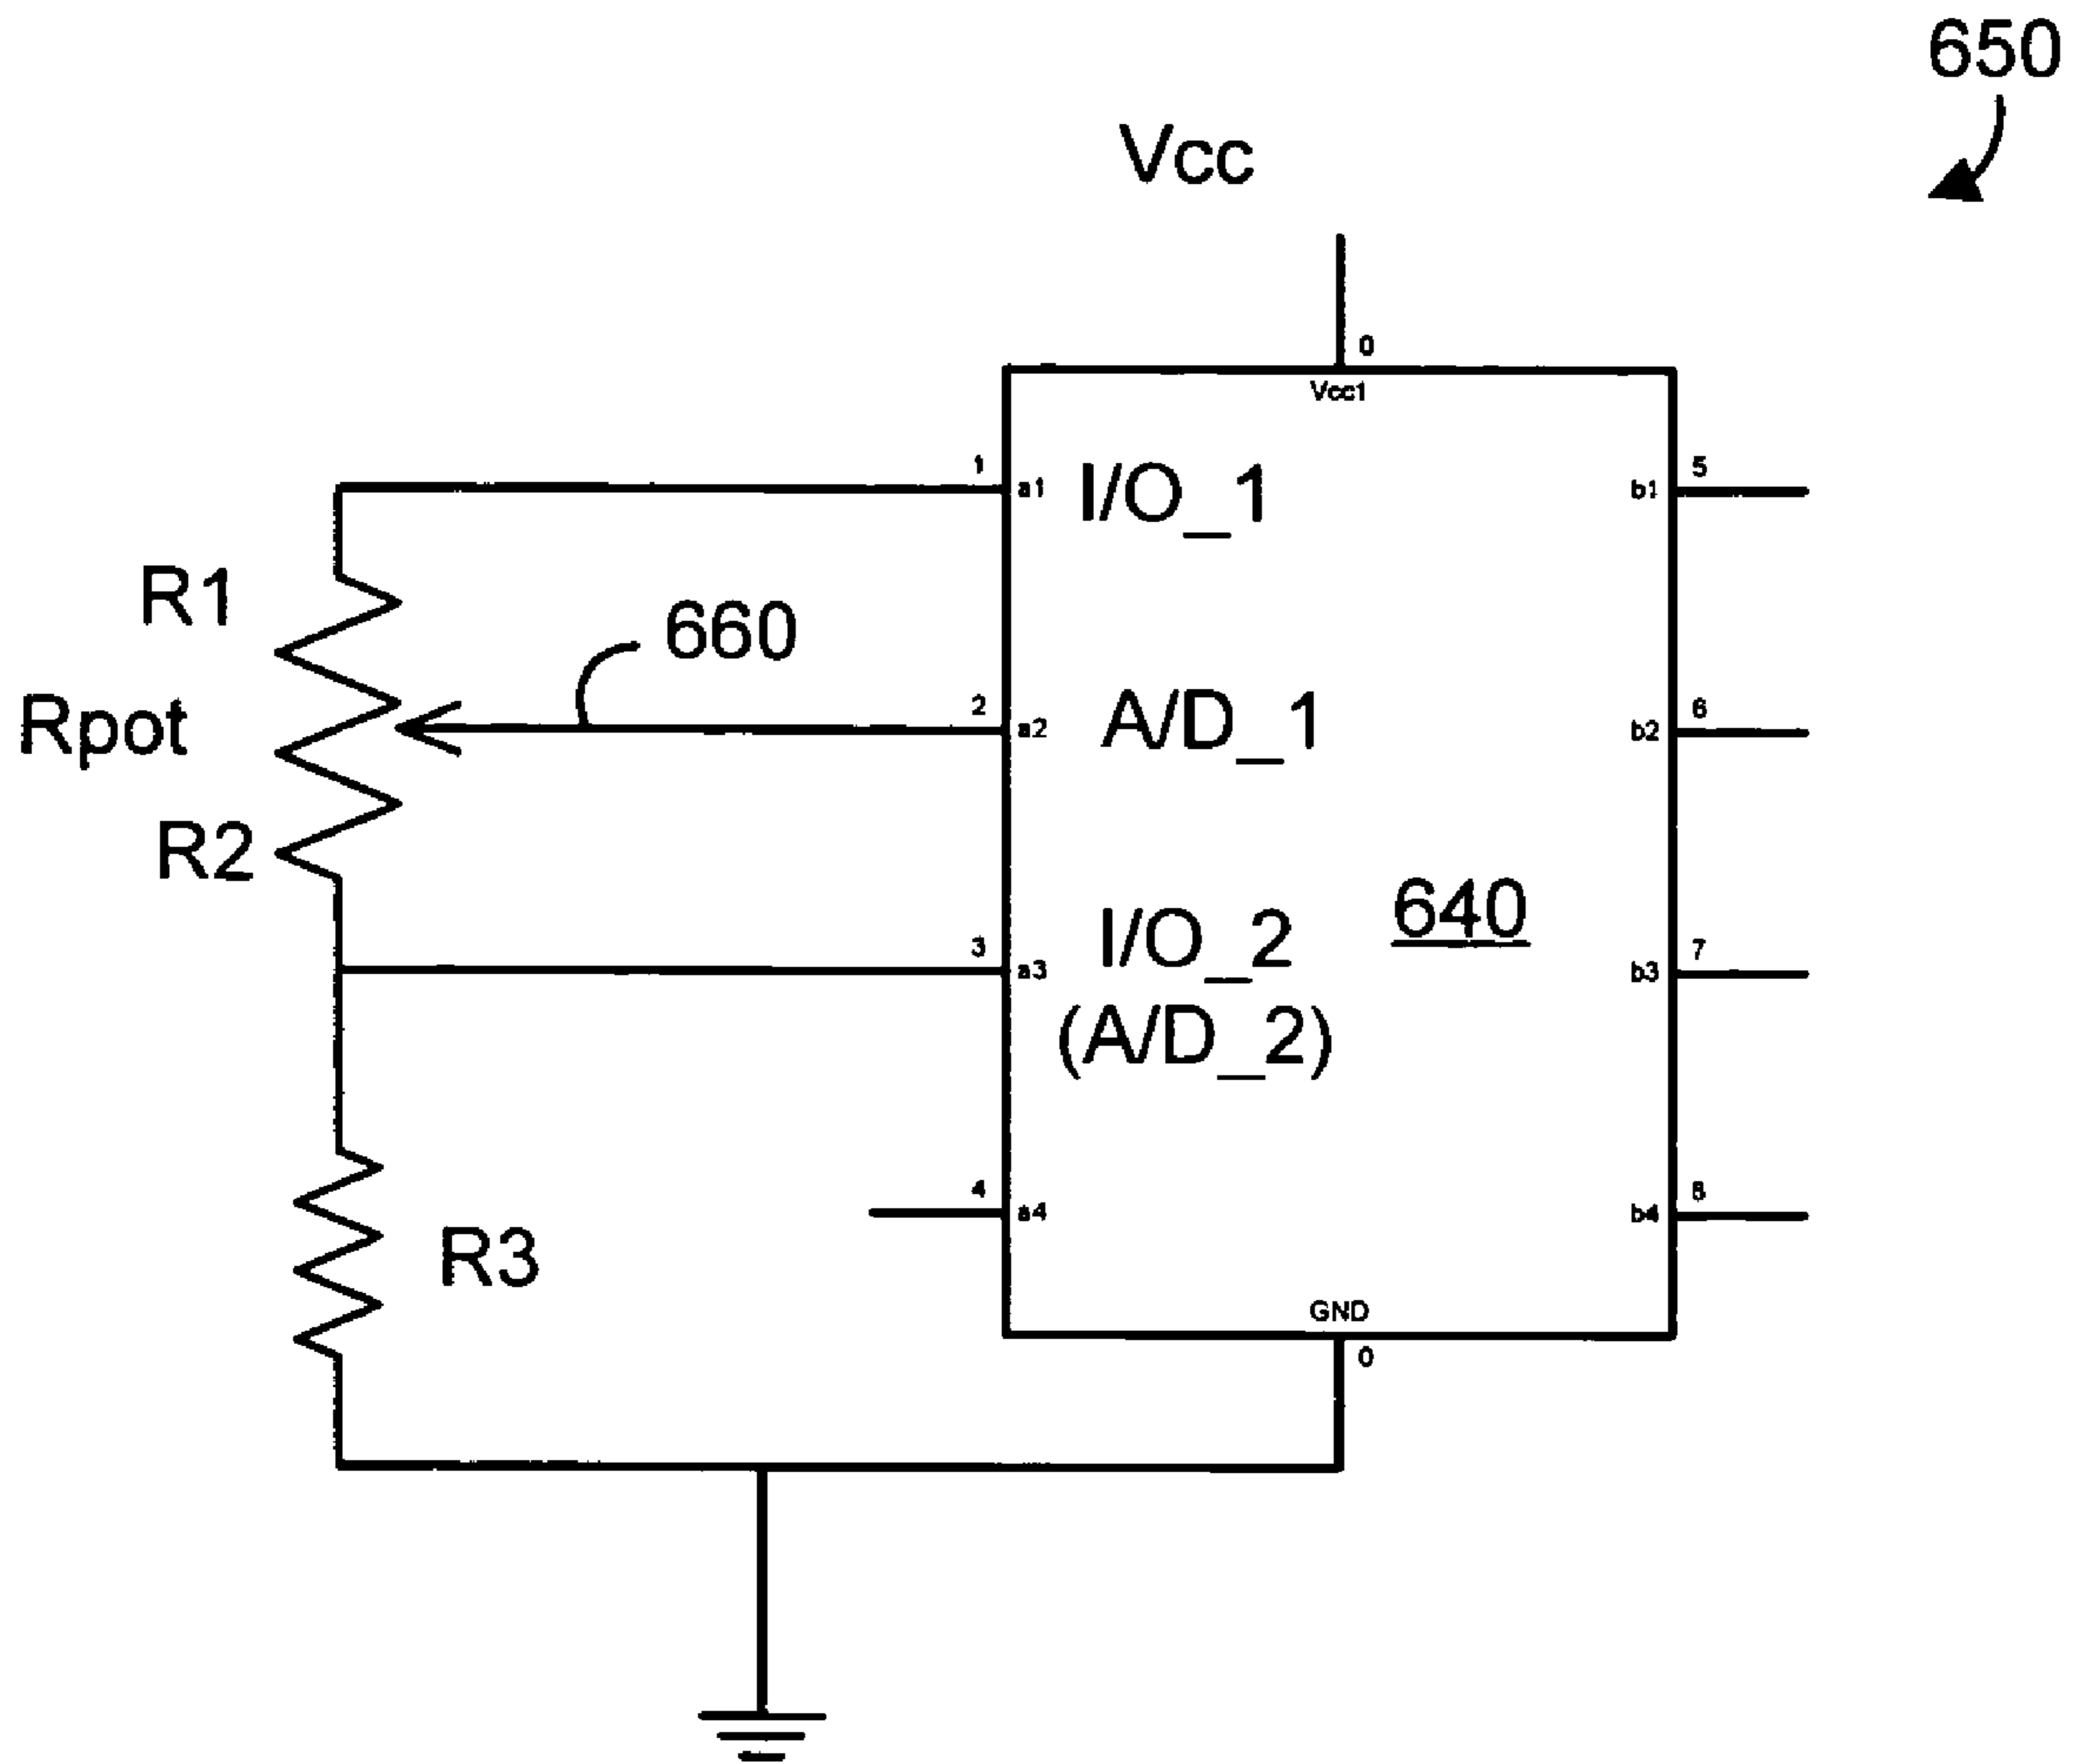 650
Vcc
0
Vcc1
1
a1
I/O_1
5
b1
R1
660
2
a2
A/D_1
6
b2
Rpot
R2
640
3
a3
I/O_2
(A/D_2)
7
b3
4
a4
8
b4
R3
GND
0